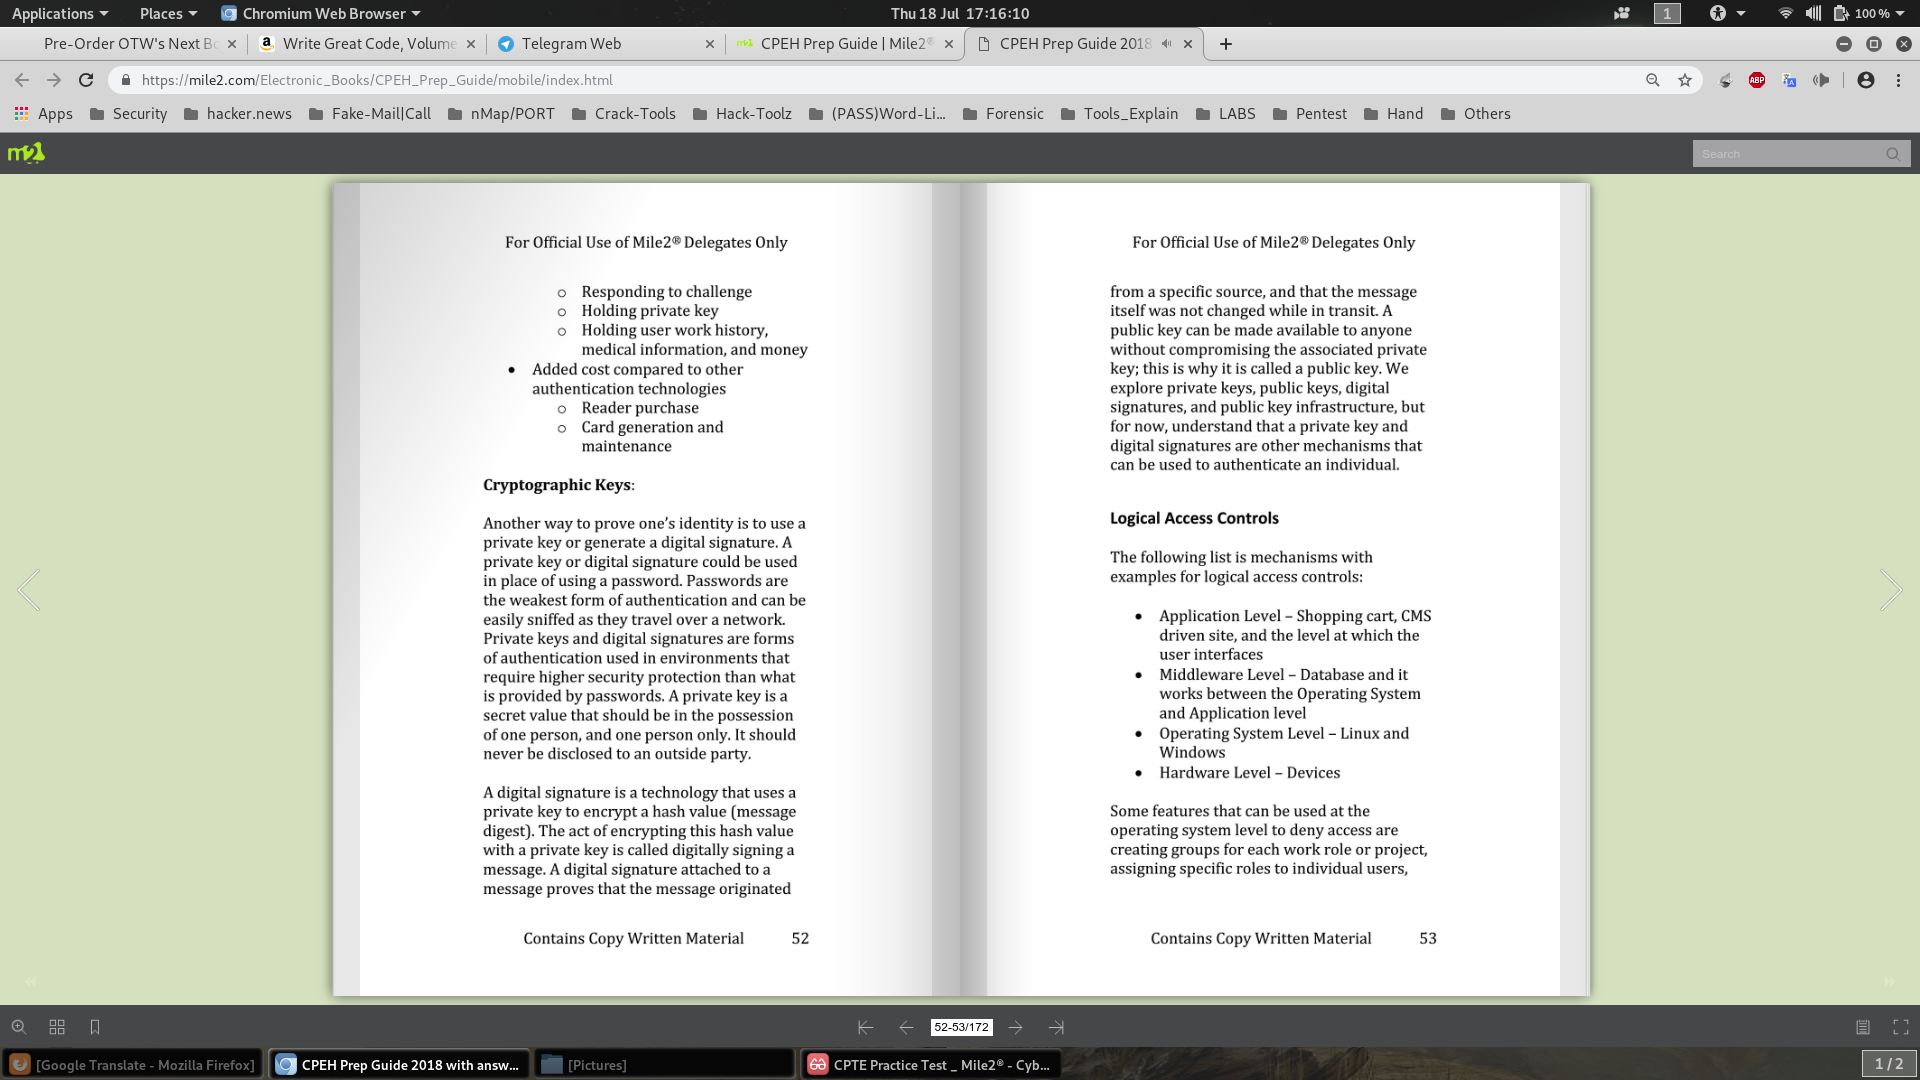 Applications
Places
Chromium Web Browser
Thu 18 Jul 17:16:10
1
100 %
Pre-Order OTW's Next Bo
Write Great Code, Volume
Telegram Web
CPEH Prep Guide | Mile2®
CPEH Prep Guide 2018
https://mile2.com/Electronic_Books/CPEH_Prep_Guide/mobile/index.html
ABP
Apps
Security
hacker.news
Fake-Mail|Call
nMap/PORT
Crack-Tools
Hack-Toolz
(PASS)Word-Li...
Forensic
Tools_Explain
LABS
Pentest
Hand
Others
m2
Search
For Official Use of Mile2® Delegates Only
○ Responding to challenge
○ Holding private key
○ Holding user work history,
medical information, and money
• Added cost compared to other
authentication technologies
○ Reader purchase
○ Card generation and
maintenance
Cryptographic Keys:
Another way to prove one’s identity is to use a
private key or generate a digital signature. A
private key or digital signature could be used
in place of using a password. Passwords are
the weakest form of authentication and can be
easily sniffed as they travel over a network.
Private keys and digital signatures are forms
of authentication used in environments that
require higher security protection than what
is provided by passwords. A private key is a
secret value that should be in the possession
of one person, and one person only. It should
never be disclosed to an outside party.
A digital signature is a technology that uses a
private key to encrypt a hash value (message
digest). The act of encrypting this hash value
with a private key is called digitally signing a
message. A digital signature attached to a
message proves that the message originated
Contains Copy Written Material 52
For Official Use of Mile2® Delegates Only
from a specific source, and that the message
itself was not changed while in transit. A
public key can be made available to anyone
without compromising the associated private
key; this is why it is called a public key. We
explore private keys, public keys, digital
signatures, and public key infrastructure, but
for now, understand that a private key and
digital signatures are other mechanisms that
can be used to authenticate an individual.
Logical Access Controls
The following list is mechanisms with
examples for logical access controls:
• Application Level – Shopping cart, CMS
driven site, and the level at which the
user interfaces
• Middleware Level – Database and it
works between the Operating System
and Application level
• Operating System Level – Linux and
Windows
• Hardware Level – Devices
Some features that can be used at the
operating system level to deny access are
creating groups for each work role or project,
assigning specific roles to individual users,
Contains Copy Written Material 53
52-53/172
[Google Translate - Mozilla Firefox]
CPEH Prep Guide 2018 with answ...
[Pictures]
CPTE Practice Test _ Mile2® - Cyb...
1 / 2